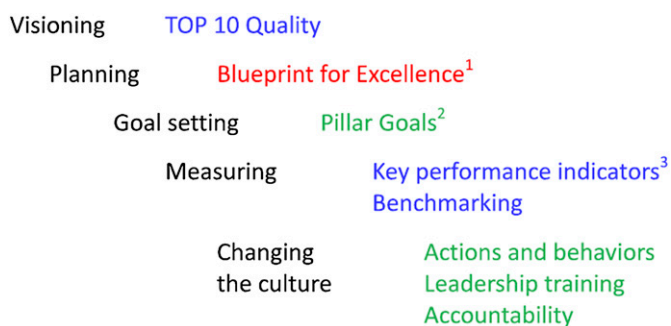 Visioning TOP 10 Quality
Planning Blueprint for Excellence¹
Goal setting Pillar Goals²
Measuring Key performance indicators³
Benchmarking
Changing Actions and behaviors
the culture Leadership training
Accountability